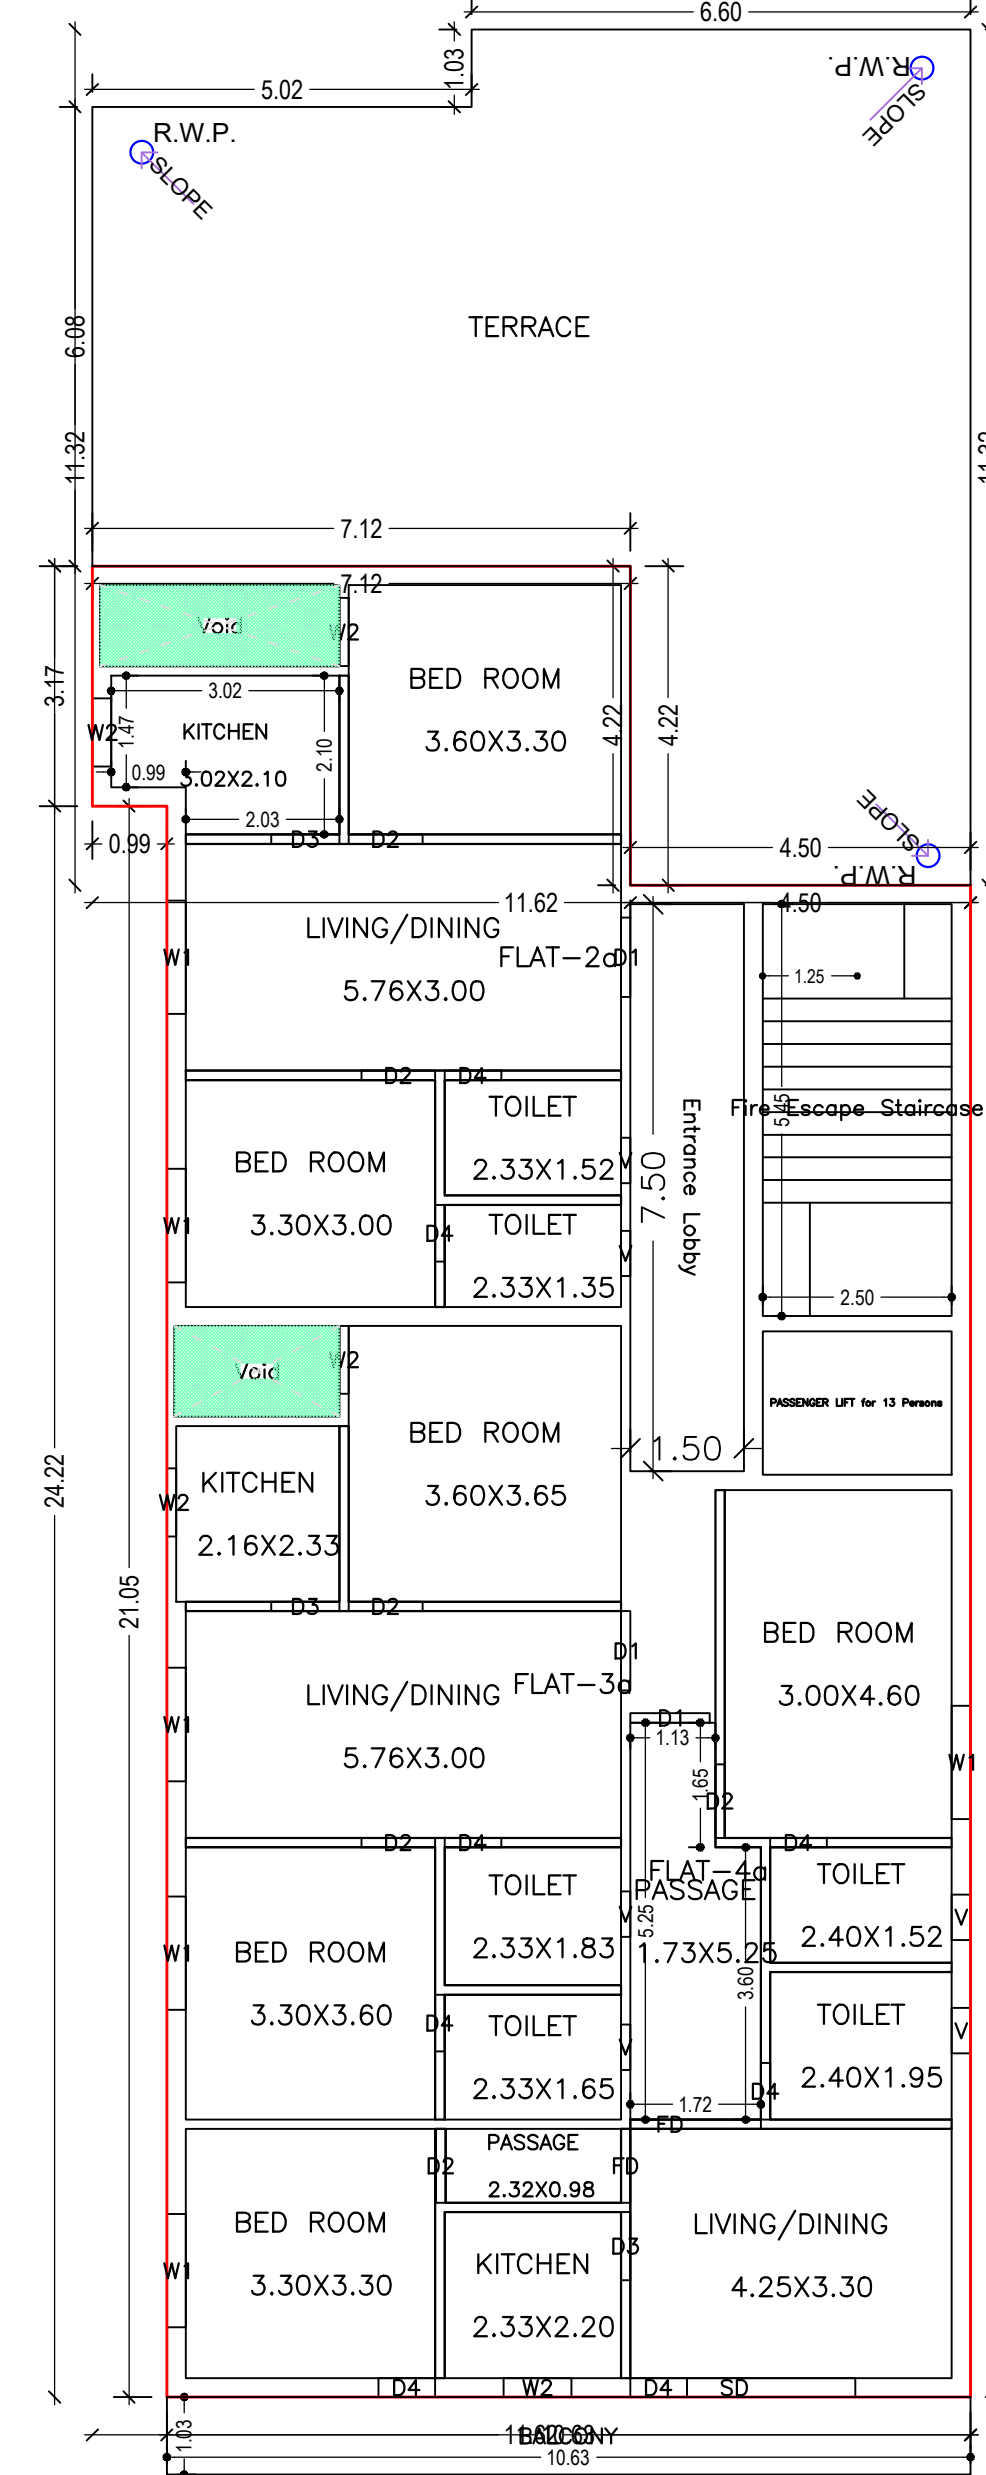 6.60
1.03
5.02
R.W.P.
R.W.P.
SLOPE
SLOPE
TERRACE
6.08
11.32
7.12
7.12
Void
W2
BED ROOM
3.60X3.30
3.17
3.02
KITCHEN
1.47
2.10
W2
0.99
3.02X2.10
4.22
4.22
2.03
D3
D2
0.99
SLOPE
4.50
R.W.P.
11.62
4.50
LIVING/DINING
FLAT-2a
D1
W1
5.76X3.00
1.25
D2
D4
TOILET
2.33X1.52
V
BED ROOM
3.30X3.00
W1
D4
TOILET
2.33X1.35
V
7.50
Entrance Lobby
Fire Escape Staircase
5.45
2.50
Void
W2
PASSENGER LIFT for 13 Persons
BED ROOM
3.60X3.65
1.50
24.22
KITCHEN
2.16X2.33
W2
21.05
D3
D2
D1
BED ROOM
3.00X4.60
LIVING/DINING
FLAT-3a
W1
5.76X3.00
D1
1.13
1.65
W1
D2
D2
D4
D4
FLAT-4a
PASSAGE
1.73X5.25
5.25
3.60
TOILET
2.40X1.52
V
TOILET
2.33X1.83
V
BED ROOM
3.30X3.60
W1
D4
TOILET
2.33X1.65
V
TOILET
2.40X1.95
V
D4
1.72
FD
PASSAGE
2.32X0.98
D2
FD
BED ROOM
3.30X3.30
W1
KITCHEN
2.33X2.20
D3
LIVING/DINING
4.25X3.30
D4
W2
D4
SD
1.03
BALCONY
10.63